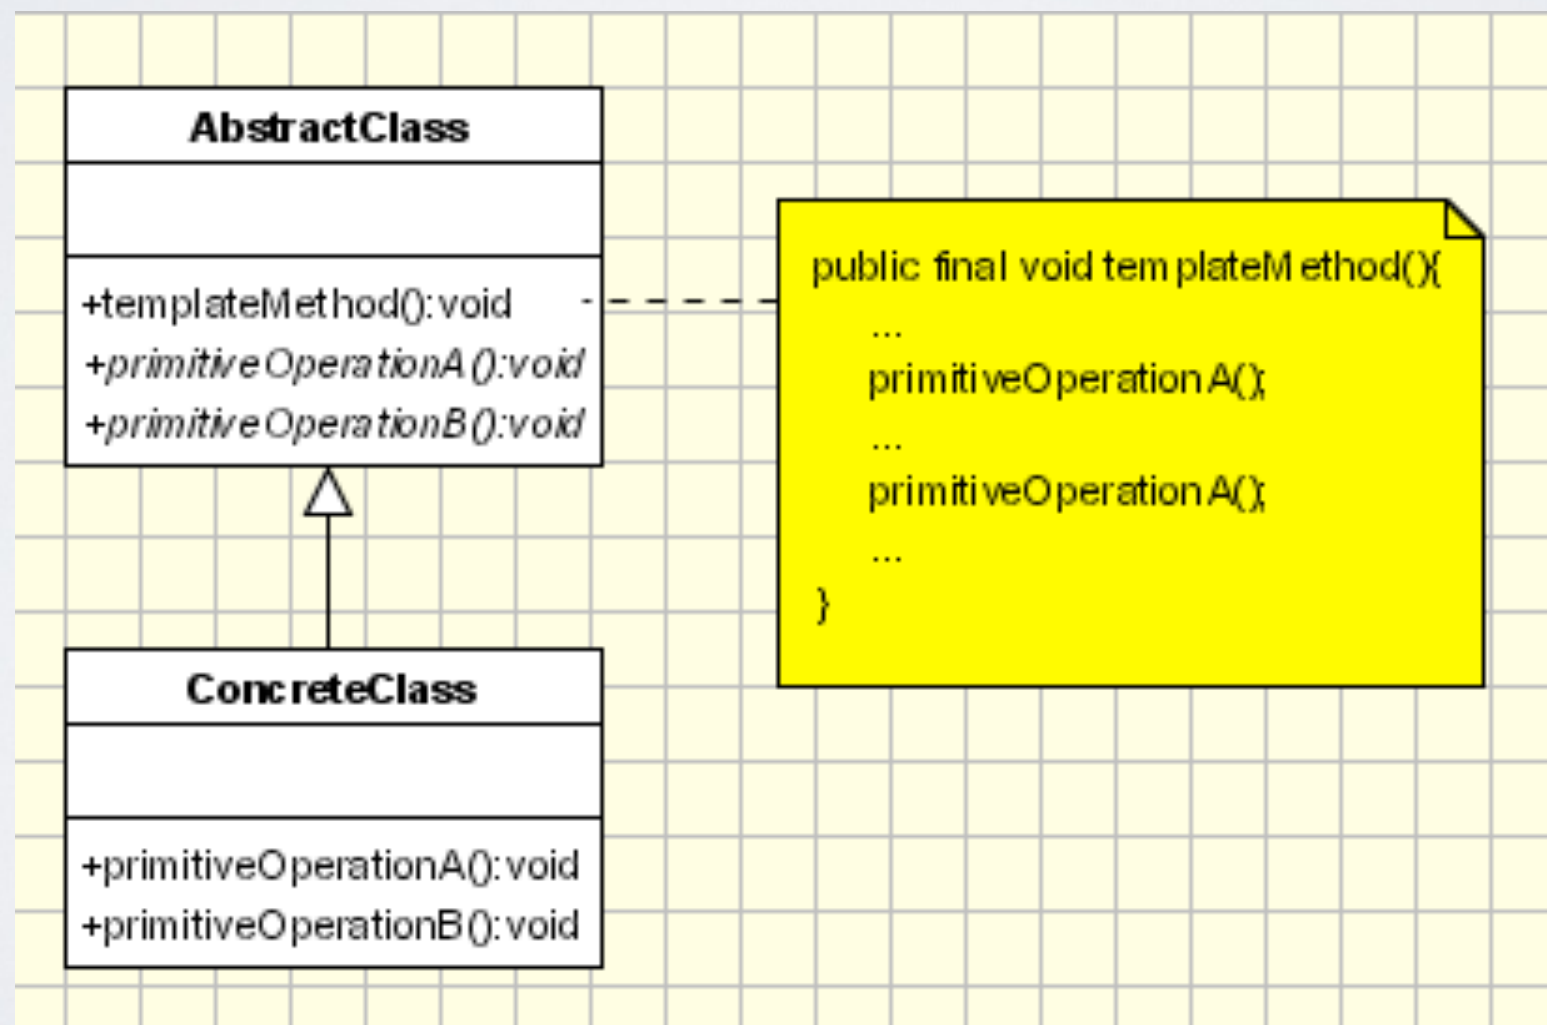 AbstractClass
+templateMethod():void
+primitiveOperationA():void
+primitiveOperationB():void
public final void templateMethod(){
...
primitiveOperationA();
...
primitiveOperationA();
...
}
ConcreteClass
+primitiveOperationA():void
+primitiveOperationB():void